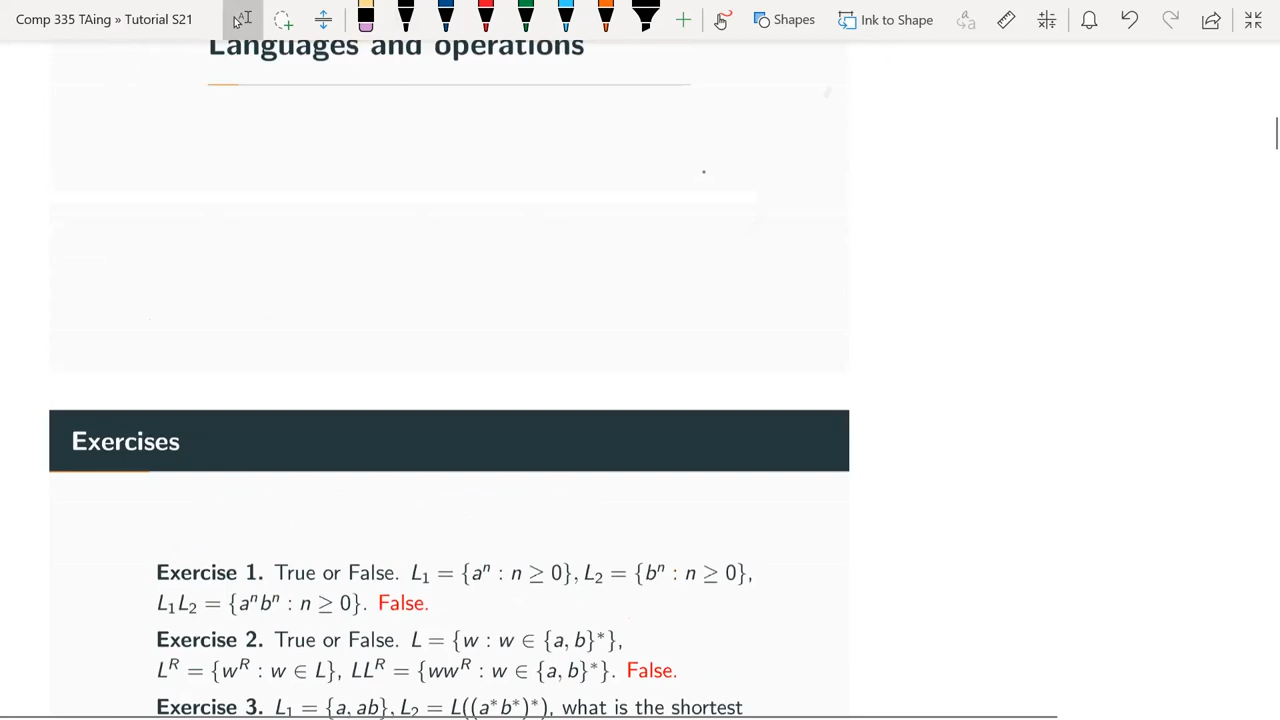 Comp 335 TAing » Tutorial S21
Shapes
Ink to Shape
Languages and operations
Exercises
Exercise 1. True or False. L₁ = {aⁿ : n ≥ 0}, L₂ = {bⁿ : n ≥ 0},
L₁L₂ = {aⁿbⁿ : n ≥ 0}. False.
Exercise 2. True or False. L = {w : w ∈ {a, b}*},
Lᴿ = {wᴿ : w ∈ L}, LLᴿ = {wwᴿ : w ∈ {a, b}*}. False.
Exercise 3. L₁ = {a, ab}, L₂ = L((a*b*)*), what is the shortest